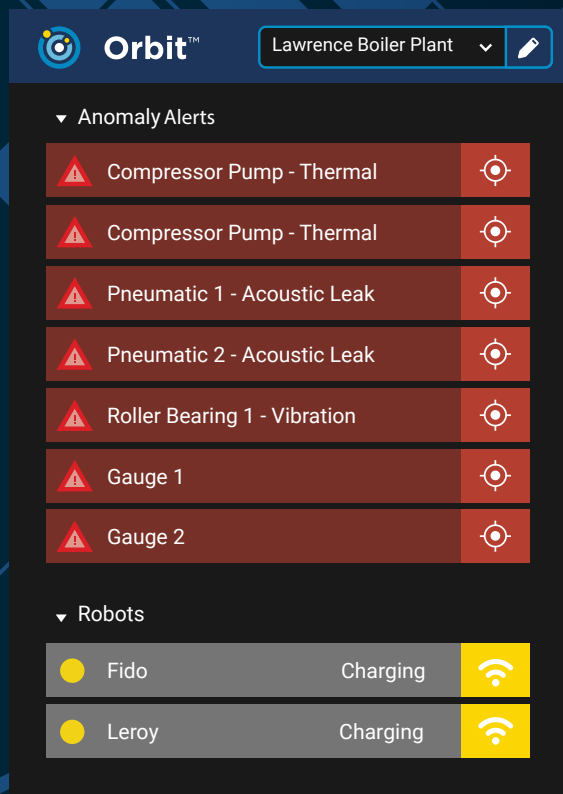 Orbit™
Lawrence Boiler Plant
Anomaly Alerts
Compressor Pump - Thermal
Compressor Pump - Thermal
Pneumatic 1 - Acoustic Leak
Pneumatic 2 - Acoustic Leak
Roller Bearing 1 - Vibration
Gauge 1
Gauge 2
Robots
Fido Charging
Leroy Charging